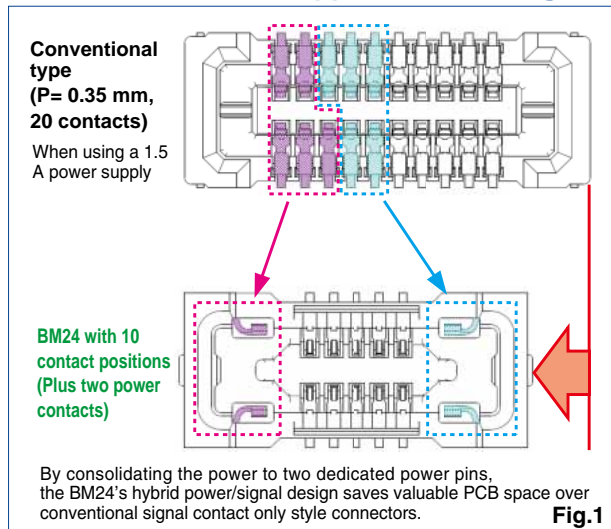 Conventional
type
(P= 0.35 mm,
20 contacts)
When using a 1.5
A power supply
BM24 with 10
contact positions
(Plus two power
contacts)
By consolidating the power to two dedicated power pins,
the BM24's hybrid power/signal design saves valuable PCB space over
conventional signal contact only style connectors.
Fig.1